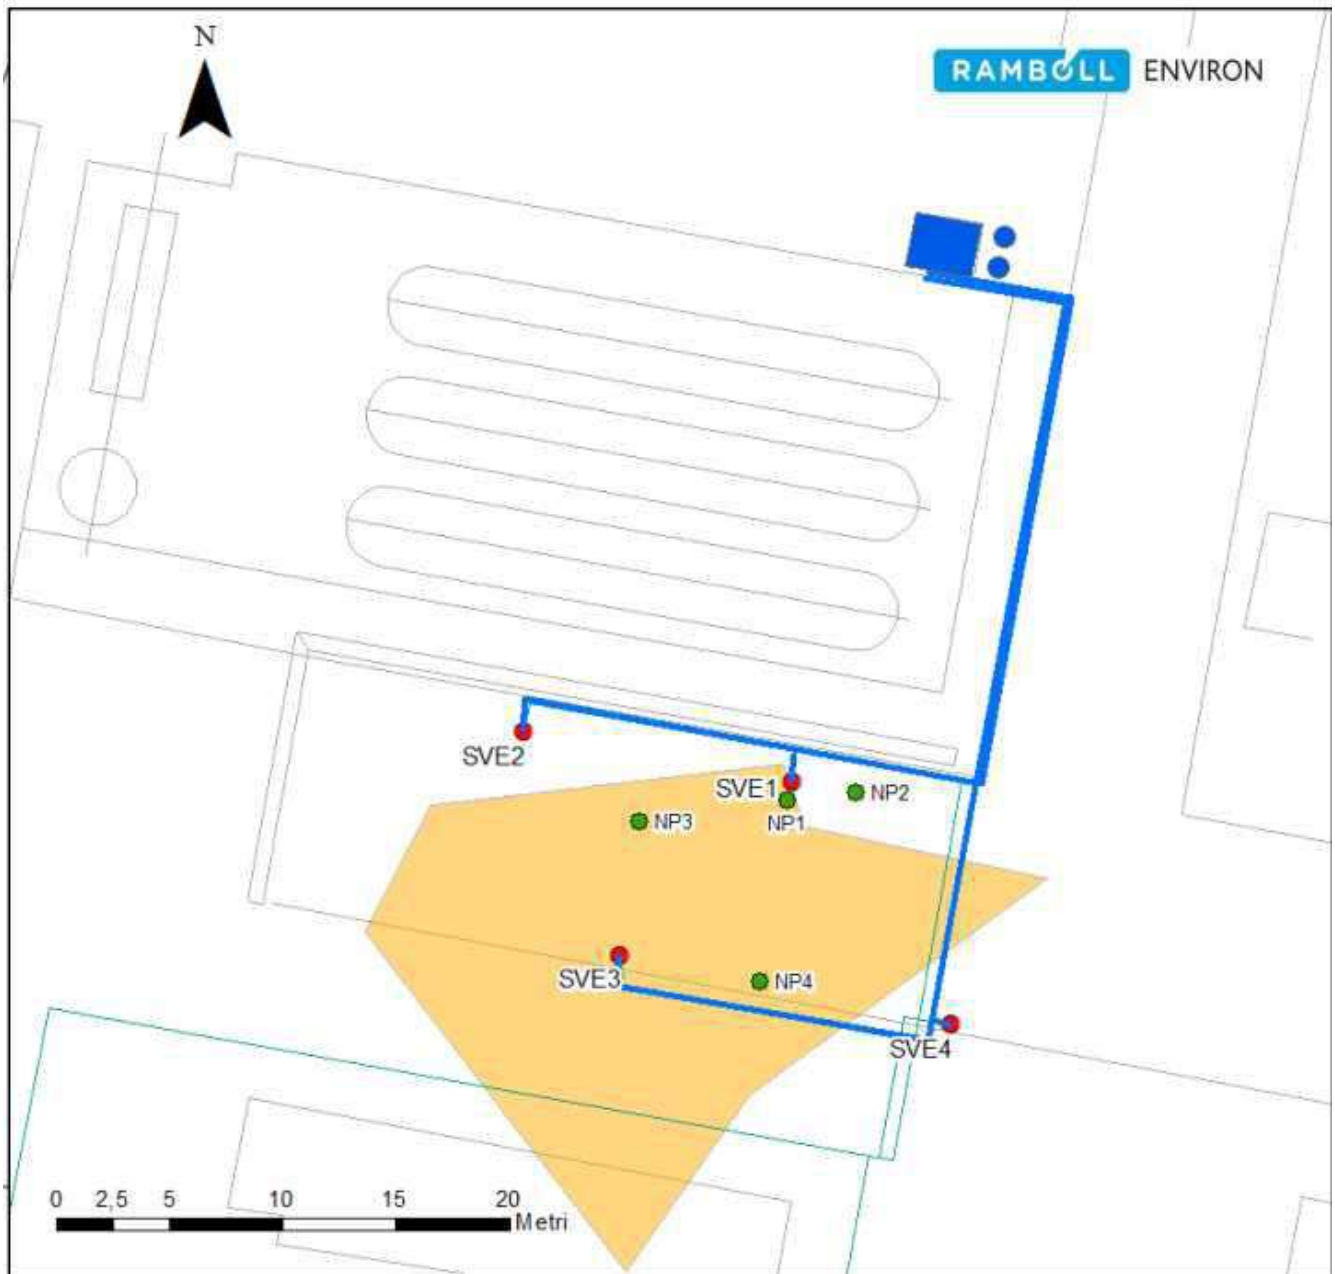 N
RAMBOLL ENVIRON
SVE2
SVE1
NP2
NP3
NP1
SVE3
NP4
SVE4
0 2,5 5 10 15 20
Metri